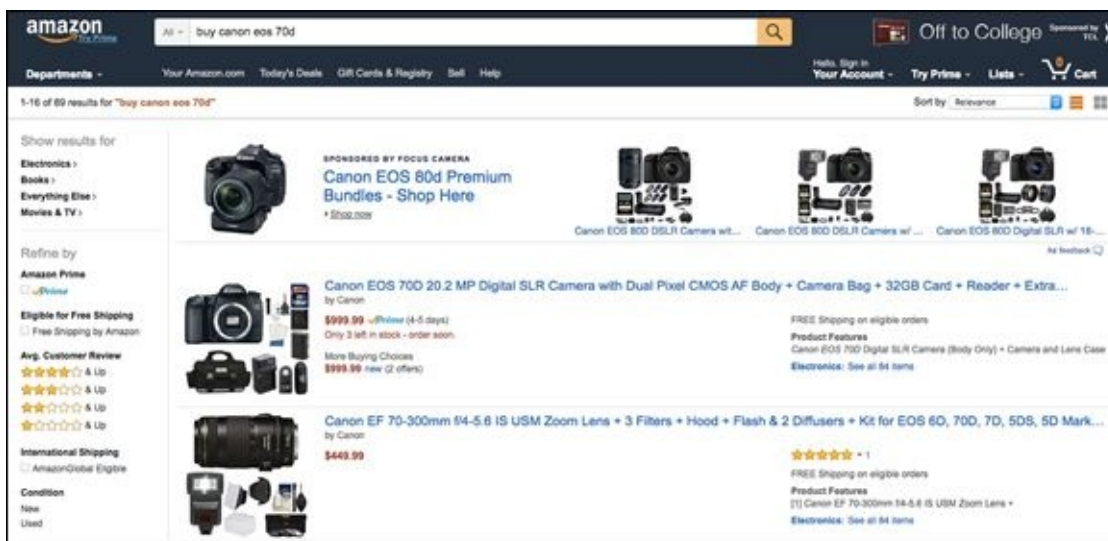 amazon
Try Prime
All
buy canon eos 70d
Off to College
Sponsored by
TCL
Departments
Your Amazon.com Today's Deals Gift Cards & Registry Sell Help
Hello. Sign in
Your Account
Try Prime
Lists
0
Cart
1-16 of 69 results for "buy canon eos 70d"
Sort by Relevance
Show results for
Electronics ›
Books ›
Everything Else ›
Movies & TV ›
Refine by
Amazon Prime
Prime
Eligible for Free Shipping
Free Shipping by Amazon
Avg. Customer Review
& Up
& Up
& Up
& Up
International Shipping
AmazonGlobal Eligible
Condition
New
Used
SPONSORED BY FOCUS CAMERA
Canon EOS 80d Premium
Bundles - Shop Here
› Shop now
Canon EOS 80D DSLR Camera wit...
Canon EOS 80D DSLR Camera w/ ...
Canon EOS 80D Digital SLR w/ 18-...
Ad feedback
Canon EOS 70D 20.2 MP Digital SLR Camera with Dual Pixel CMOS AF Body + Camera Bag + 32GB Card + Reader + Extra...
by Canon
$999.99 Prime (4-5 days)
Only 3 left in stock - order soon.
More Buying Choices
$999.99 new (2 offers)
FREE Shipping on eligible orders
Product Features
Canon EOS 70D Digital SLR Camera (Body Only) + Camera and Lens Case
Electronics: See all 84 items
Canon EF 70-300mm f/4-5.6 IS USM Zoom Lens + 3 Filters + Hood + Flash & 2 Diffusers + Kit for EOS 6D, 70D, 7D, 5DS, 5D Mark...
by Canon
$449.99
1
FREE Shipping on eligible orders
Product Features
[1] Canon EF 70-300mm f/4-5.6 IS USM Zoom Lens +
Electronics: See all 84 items